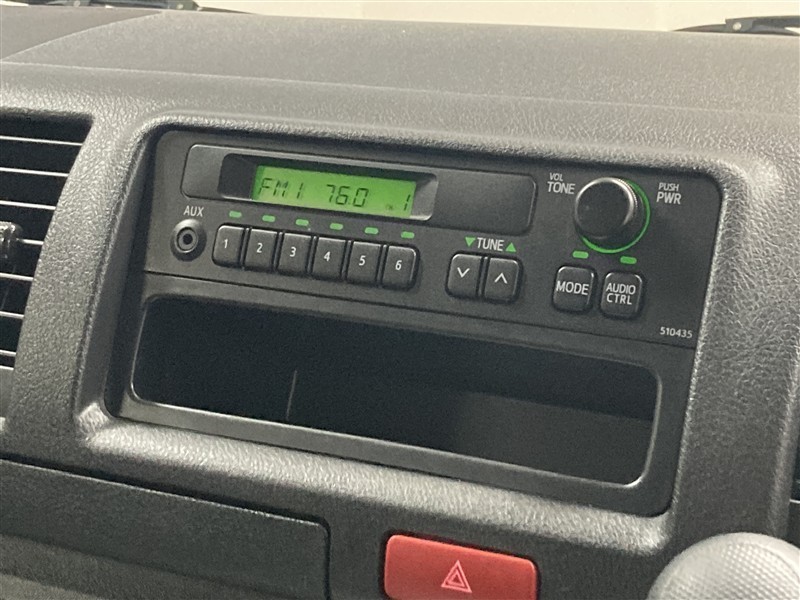 VOL
TONE
PUSH
PWR
FM1 76.0 1
AUX
1 2 3 4 5 6
TUNE
MODE
AUDIO
CTRL
510435